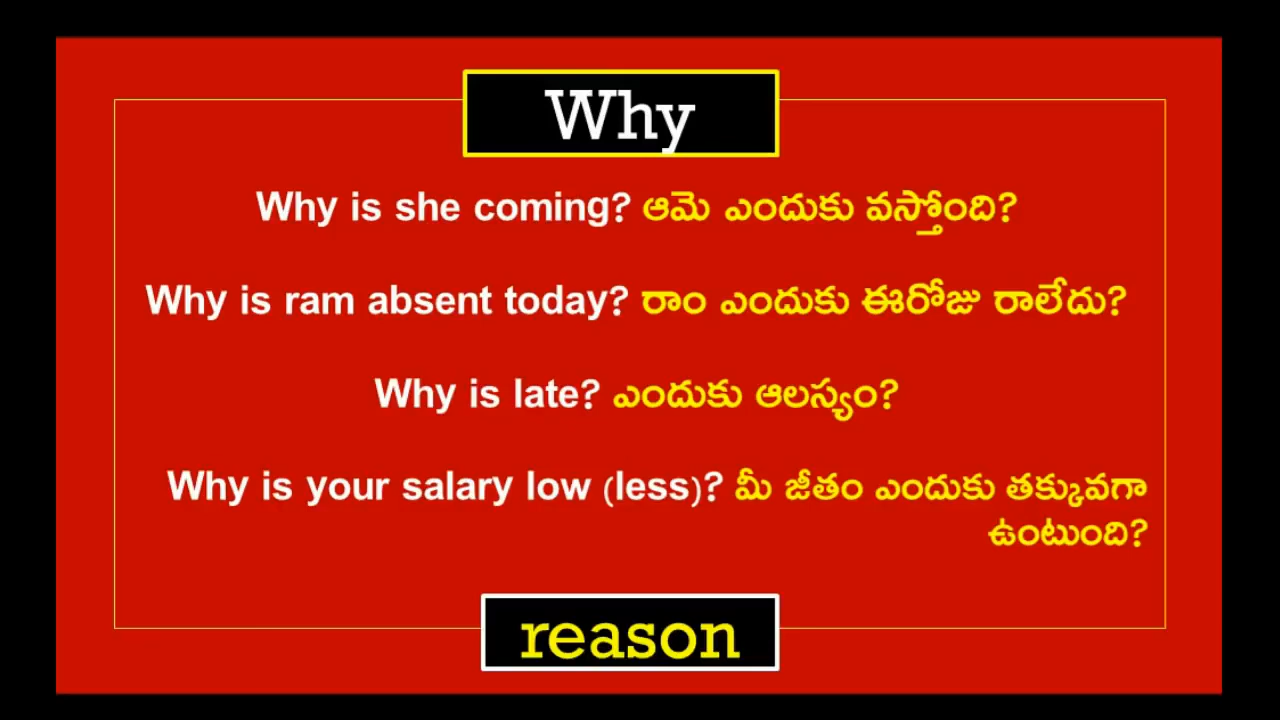 Why
Why is she coming? ఆమె ఎందుకు వస్తోంది?
Why is ram absent today? రాం ఎందుకు ఈరోజు రాలేదు?
Why is late? ఎందుకు ఆలస్యం?
Why is your salary low (less)? మీ జీతం ఎందుకు తక్కువగా
ఉంటుంది?
reason